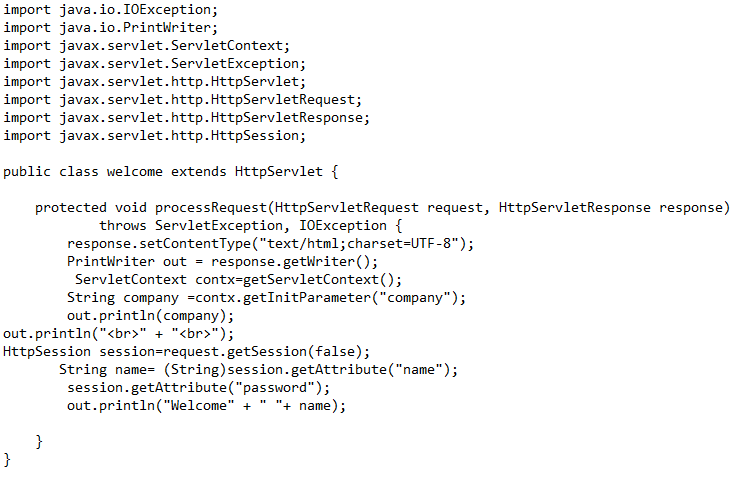 import java.io.IOException;
import java.io.PrintWriter;
import javax.servlet.ServletContext;
import javax.servlet.ServletException;
import javax.servlet.http.HttpServlet;
import javax.servlet.http.HttpServletRequest;
import javax.servlet.http.HttpServletResponse;
import javax.servlet.http.HttpSession;

public class welcome extends HttpServlet {

    protected void processRequest(HttpServletRequest request, HttpServletResponse response)
            throws ServletException, IOException {
        response.setContentType("text/html;charset=UTF-8");
        PrintWriter out = response.getWriter();
         ServletContext contx=getServletContext();
        String company =contx.getInitParameter("company");
        out.println(company);
out.println("<br>" + "<br>");
HttpSession session=request.getSession(false);
       String name= (String)session.getAttribute("name");
        session.getAttribute("password");
        out.println("Welcome" + " "+ name);

    }
}